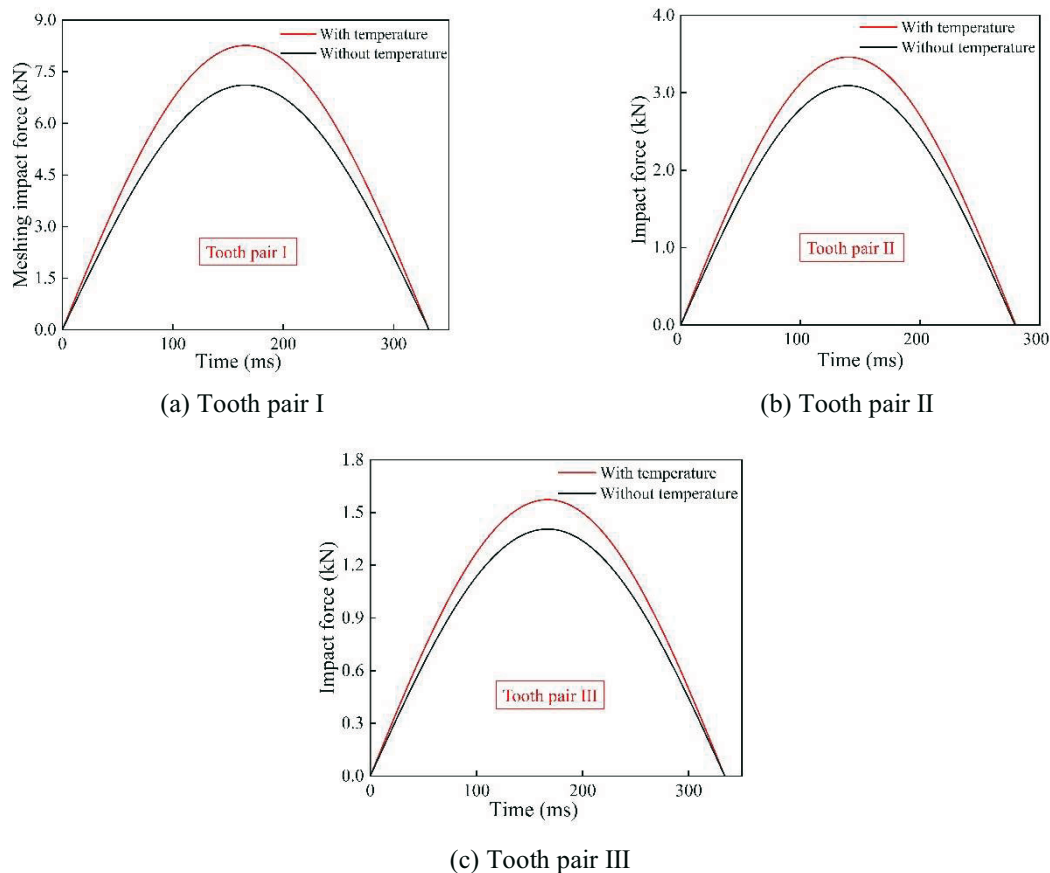 9.0
7.5
6.0
4.5
3.0
1.5
0.0
Meshing impact force (kN)
With temperature
Without temperature
Tooth pair I
0
100
200
300
Time (ms)
(a) Tooth pair I
4.0
3.0
2.0
1.0
0.0
Impact force (kN)
With temperature
Without temperature
Tooth pair II
0
100
200
300
Time (ms)
(b) Tooth pair II
1.8
1.5
1.2
0.9
0.6
0.3
0.0
Impact force (kN)
With temperature
Without temperature
Tooth pair III
0
100
200
300
Time (ms)
(c) Tooth pair III